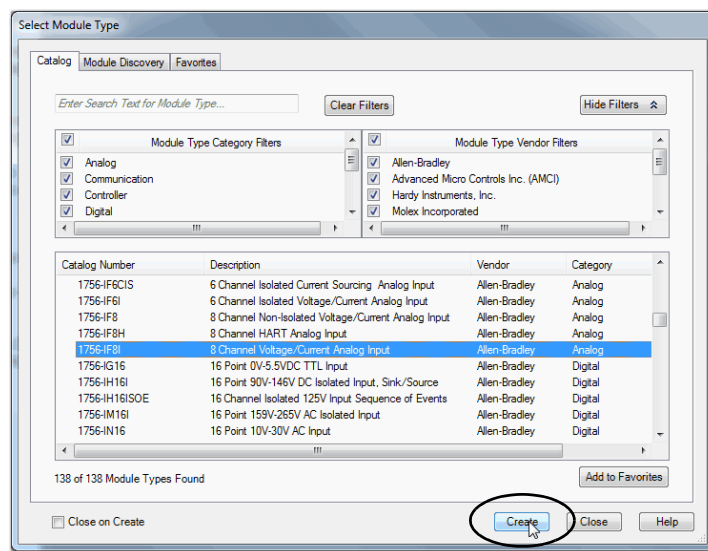 Select Module Type
Catalog Module Discovery Favorites
Enter Search Text for Module Type... Clear Filters Hide Filters
Module Type Category Filters Module Type Vendor Filters
Analog Allen-Bradley
Communication Advanced Micro Controls Inc. (AMCI)
Controller Hardy Instruments, Inc.
Digital Molex Incorporated
Catalog Number Description Vendor Category
1756-IF6CIS 6 Channel Isolated Current Sourcing Analog Input Allen-Bradley Analog
1756-IF6I 6 Channel Isolated Voltage/Current Analog Input Allen-Bradley Analog
1756-IF8 8 Channel Non-Isolated Voltage/Current Analog Input Allen-Bradley Analog
1756-IF8H 8 Channel HART Analog Input Allen-Bradley Analog
1756-IF8I 8 Channel Voltage/Current Analog Input Allen-Bradley Analog
1756-IG16 16 Point 0V-5.5VDC TTL Input Allen-Bradley Digital
1756-IH16I 16 Point 90V-146V DC Isolated Input, Sink/Source Allen-Bradley Digital
1756-IH16ISOE 16 Channel Isolated 125V Input Sequence of Events Allen-Bradley Digital
1756-IM16I 16 Point 159V-265V AC Isolated Input Allen-Bradley Digital
1756-IN16 16 Point 10V-30V AC Input Allen-Bradley Digital
138 of 138 Module Types Found Add to Favorites
Close on Create Create Close Help